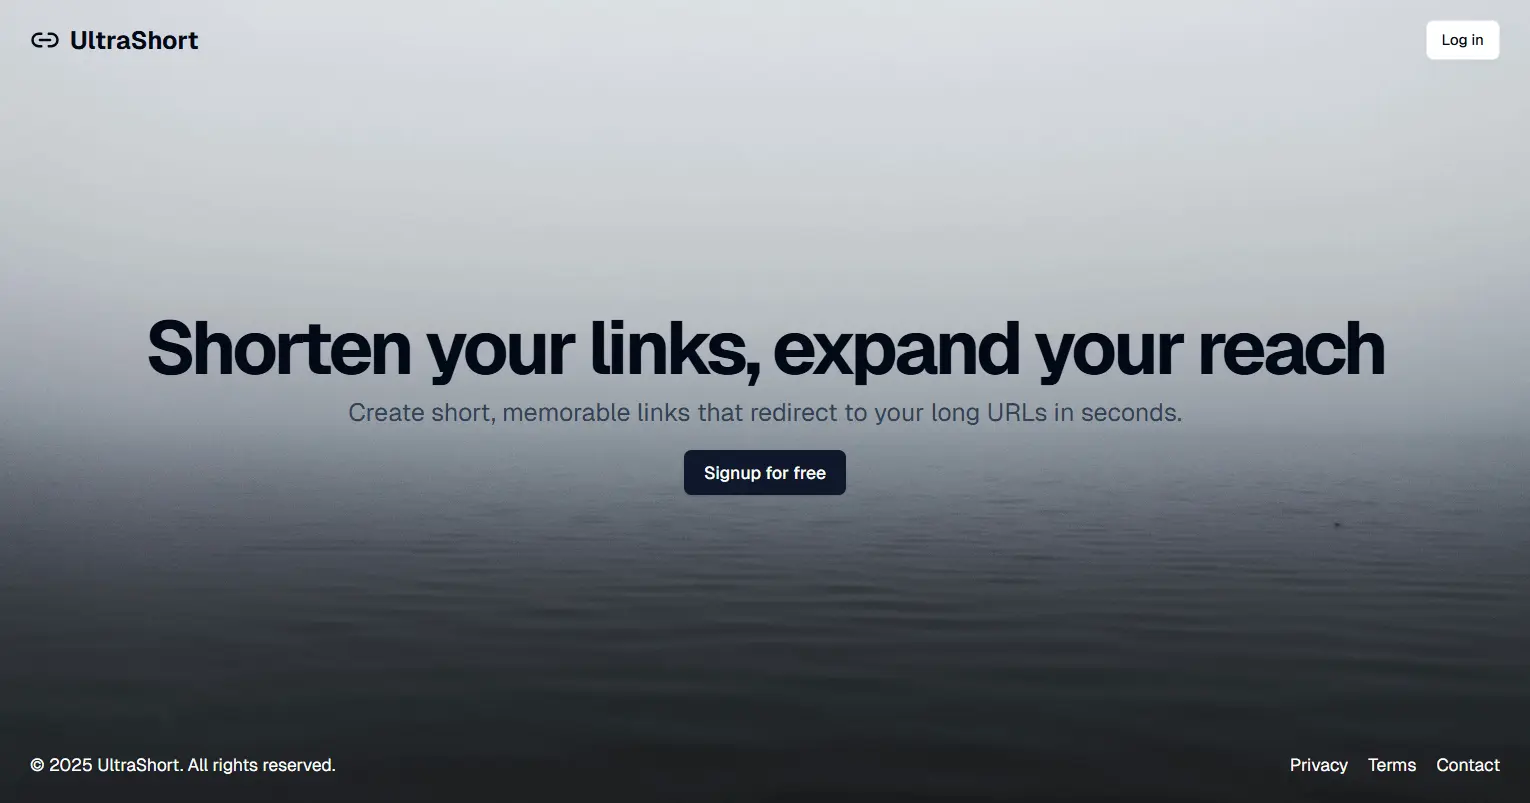 UltraShort
Log in
Shorten your links, expand your reach
Create short, memorable links that redirect to your long URLs in seconds.
Signup for free
© 2025 UltraShort. All rights reserved.
Privacy Terms Contact